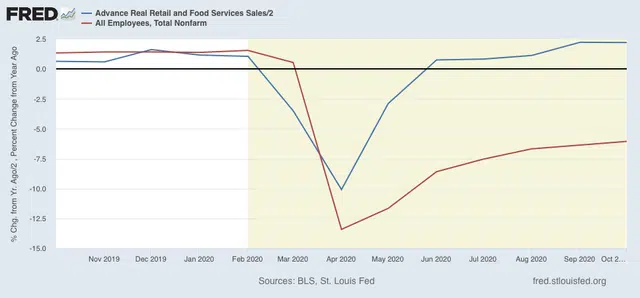 FRED
Advance Real Retail and Food Services Sales/2
All Employees, Total Nonfarm
% Chg. from Yr. Ago/2 , Percent Change from Year Ago
2.5
0.0
-2.5
-5.0
-7.5
-10.0
-12.5
-15.0
Nov 2019 Dec 2019 Jan 2020 Feb 2020 Mar 2020 Apr 2020 May 2020 Jun 2020 Jul 2020 Aug 2020 Sep 2020 Oct 2…
Sources: BLS, St. Louis Fed fred.stlouisfed.org